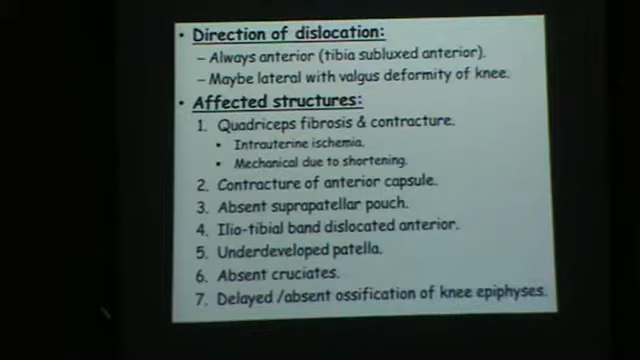 • Direction of dislocation:
– Always anterior (tibia subluxed anterior).
– Maybe lateral with valgus deformity of knee.
• Affected structures:
1. Quadriceps fibrosis & contracture.
• Intrauterine ischemia.
• Mechanical due to shortening.
2. Contracture of anterior capsule.
3. Absent suprapatellar pouch.
4. Ilio-tibial band dislocated anterior.
5. Underdeveloped patella.
6. Absent cruciates.
7. Delayed /absent ossification of knee epiphyses.